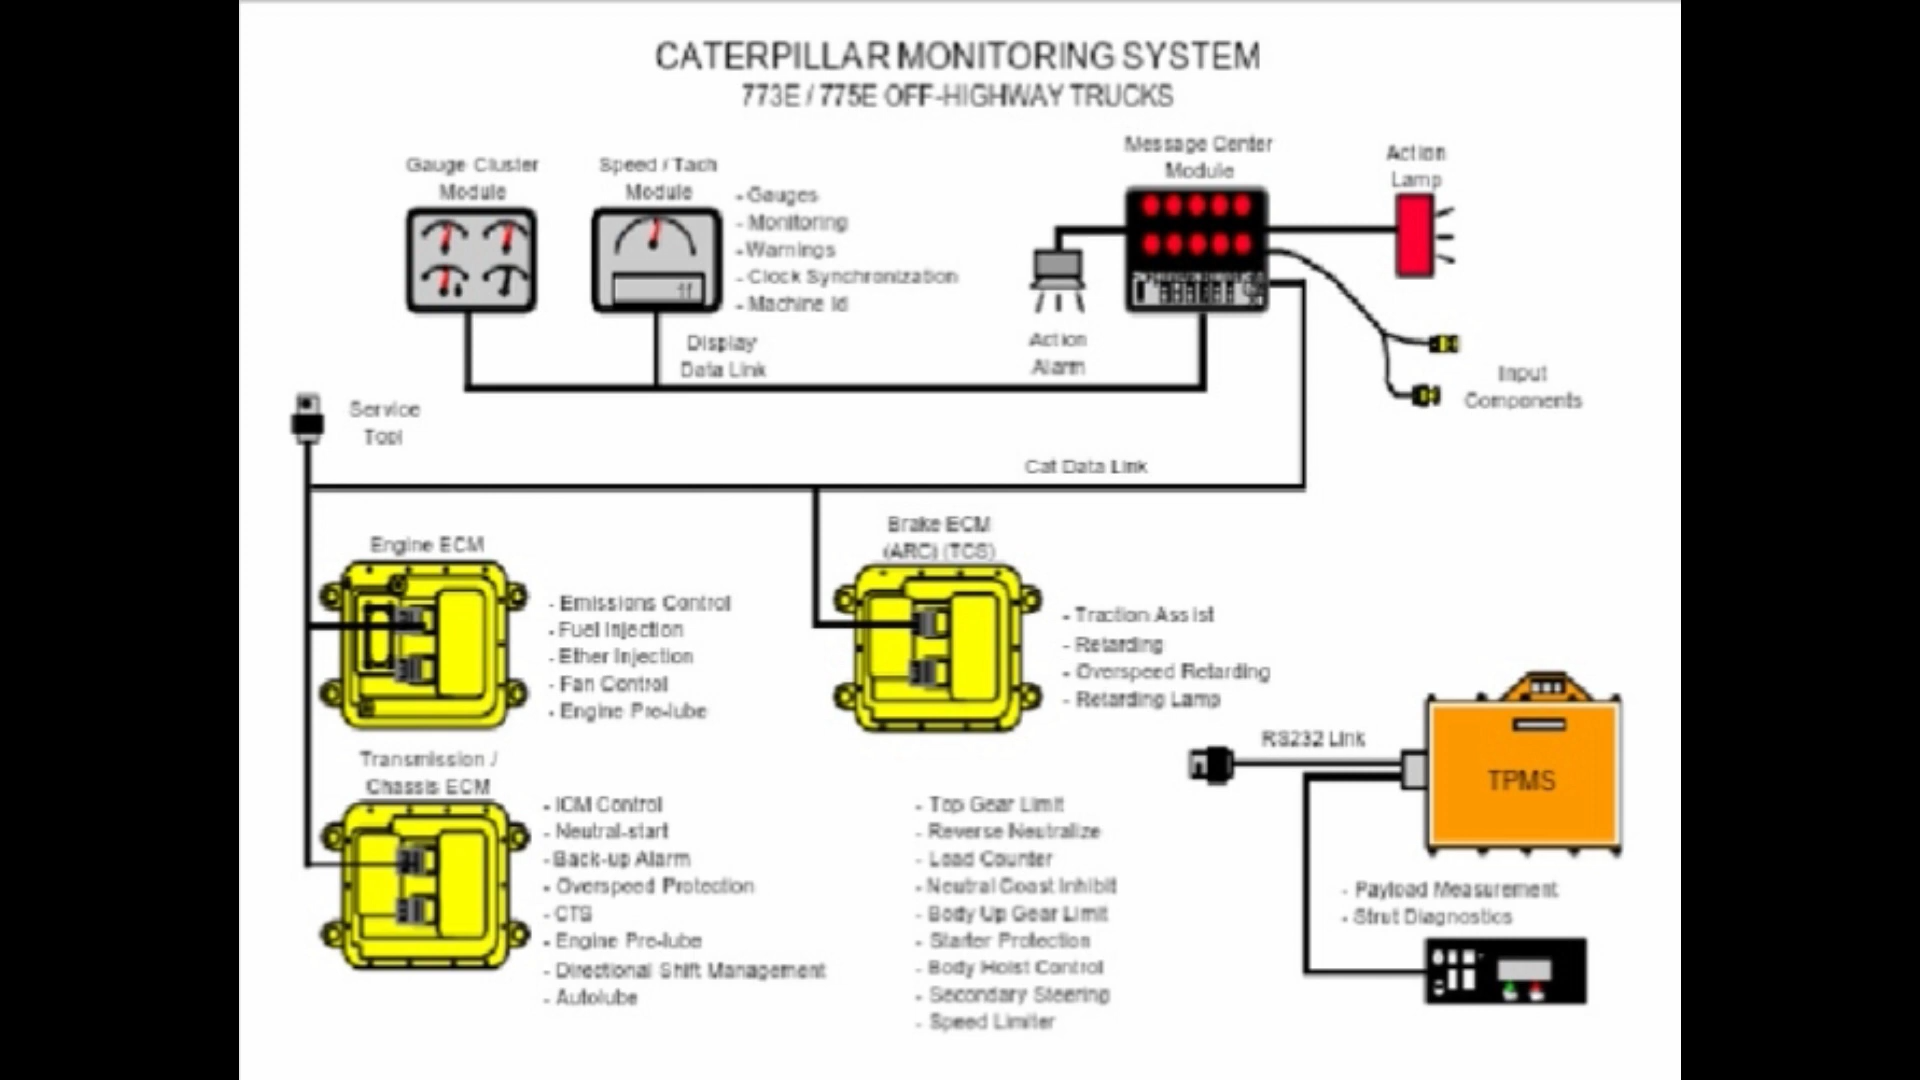 CATERPILLAR MONITORING SYSTEM
773E / 775E OFF-HIGHWAY TRUCKS
Gauge Cluster
Module
Speed / Tach
Module
- Gauges
- Monitoring
- Warnings
- Clock Synchronization
- Machine Id
Message Center
Module
Action
Lamp
Display
Data Link
Action
Alarm
Input
Components
Service
Tool
Cat Data Link
Engine ECM
- Emissions Control
- Fuel Injection
- Ether Injection
- Fan Control
- Engine Pre-lube
Brake ECM
(ARC) (TCS)
- Traction Assist
- Retarding
- Overspeed Retarding
- Retarding Lamp
Transmission /
Chassis ECM
- ICM Control
- Neutral-start
- Back-up Alarm
- Overspeed Protection
- CTS
- Engine Pre-lube
- Directional Shift Management
- Autolube
- Top Gear Limit
- Reverse Neutralize
- Load Counter
- Neutral Coast Inhibit
- Body Up Gear Limit
- Starter Protection
- Body Hoist Control
- Secondary Steering
- Speed Limiter
RS232 Link
TPMS
- Payload Measurement
- Strut Diagnostics